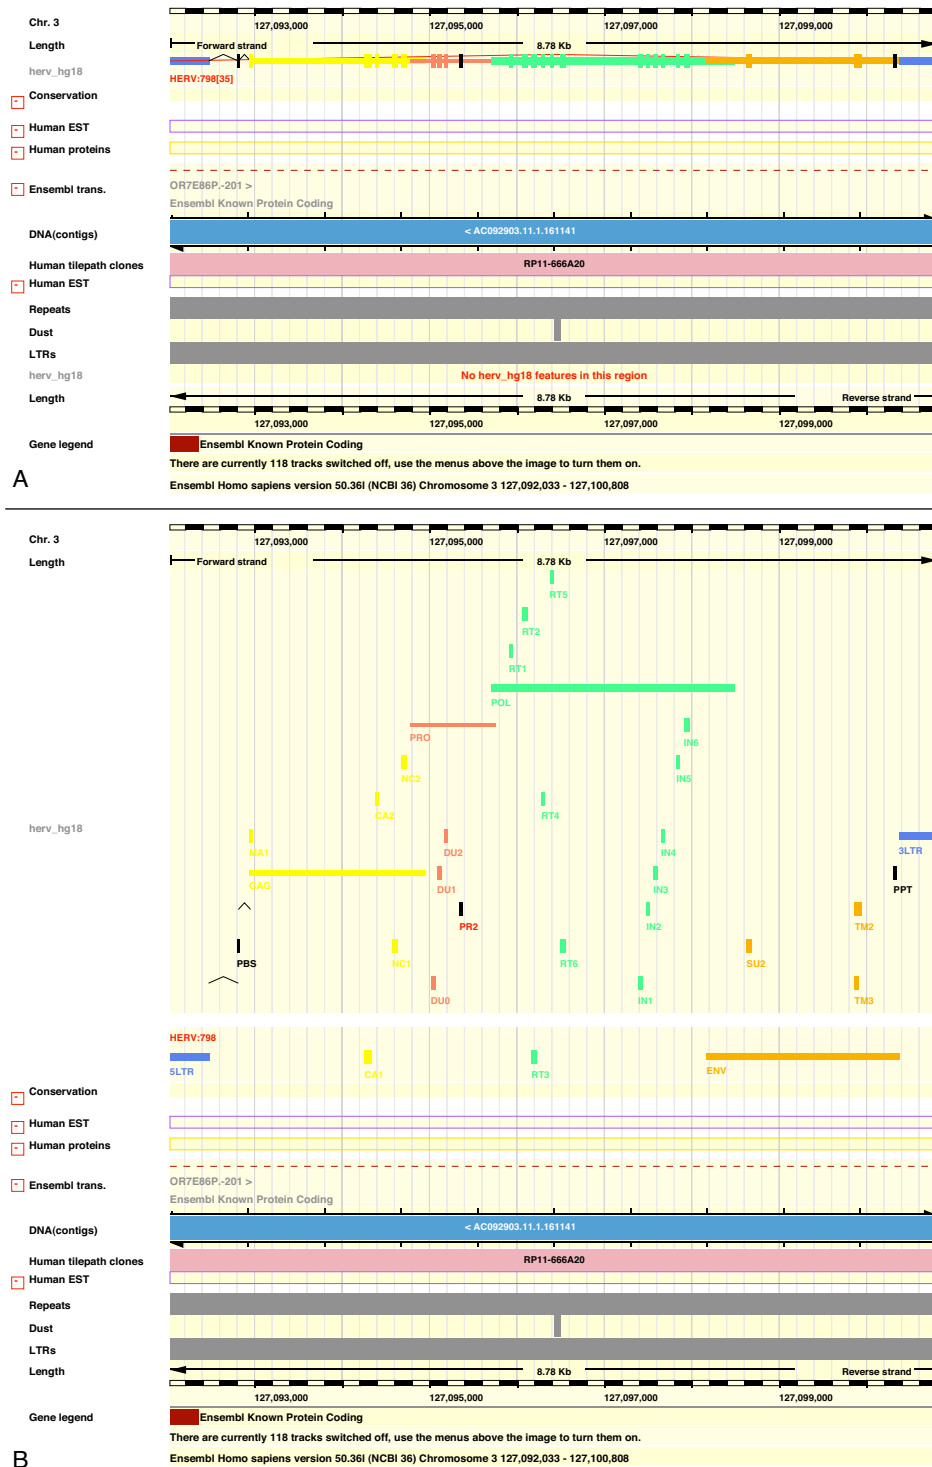 Chr. 3 127,093,000 127,095,000 127,097,000 127,099,000
Length Forward strand 8.78 Kb
herv_hg18
HERV:798[35]
- Conservation
- Human EST
- Human proteins
- Ensembl trans. OR7E86P.-201 >
Ensembl Known Protein Coding
DNA(contigs) < AC092903.11.1.161141
Human tilepath clones RP11-666A20
- Human EST
Repeats
Dust
LTRs
herv_hg18 No herv_hg18 features in this region
Length 8.78 Kb Reverse strand
127,093,000 127,095,000 127,097,000 127,099,000
Gene legend Ensembl Known Protein Coding
There are currently 118 tracks switched off, use the menus above the image to turn them on.
A
Ensembl Homo sapiens version 50.36l (NCBI 36) Chromosome 3 127,092,033 - 127,100,808
Chr. 3 127,093,000 127,095,000 127,097,000 127,099,000
Length Forward strand 8.78 Kb
RT5
RT2
RT1
POL
PRO IN6
NC2 IN5
CA2 RT4
herv_hg18
MA1 DU2 IN4 3LTR
GAG DU1 IN3 PPT
PR2 IN2 TM2
PBS NC1 RT6 SU2
DU0 IN1 TM3
HERV:798
5LTR CA1 RT3 ENV
- Conservation
- Human EST
- Human proteins
- Ensembl trans. OR7E86P.-201 >
Ensembl Known Protein Coding
DNA(contigs) < AC092903.11.1.161141
Human tilepath clones RP11-666A20
- Human EST
Repeats
Dust
LTRs
Length 8.78 Kb Reverse strand
127,093,000 127,095,000 127,097,000 127,099,000
Gene legend Ensembl Known Protein Coding
There are currently 118 tracks switched off, use the menus above the image to turn them on.
B
Ensembl Homo sapiens version 50.36l (NCBI 36) Chromosome 3 127,092,033 - 127,100,808